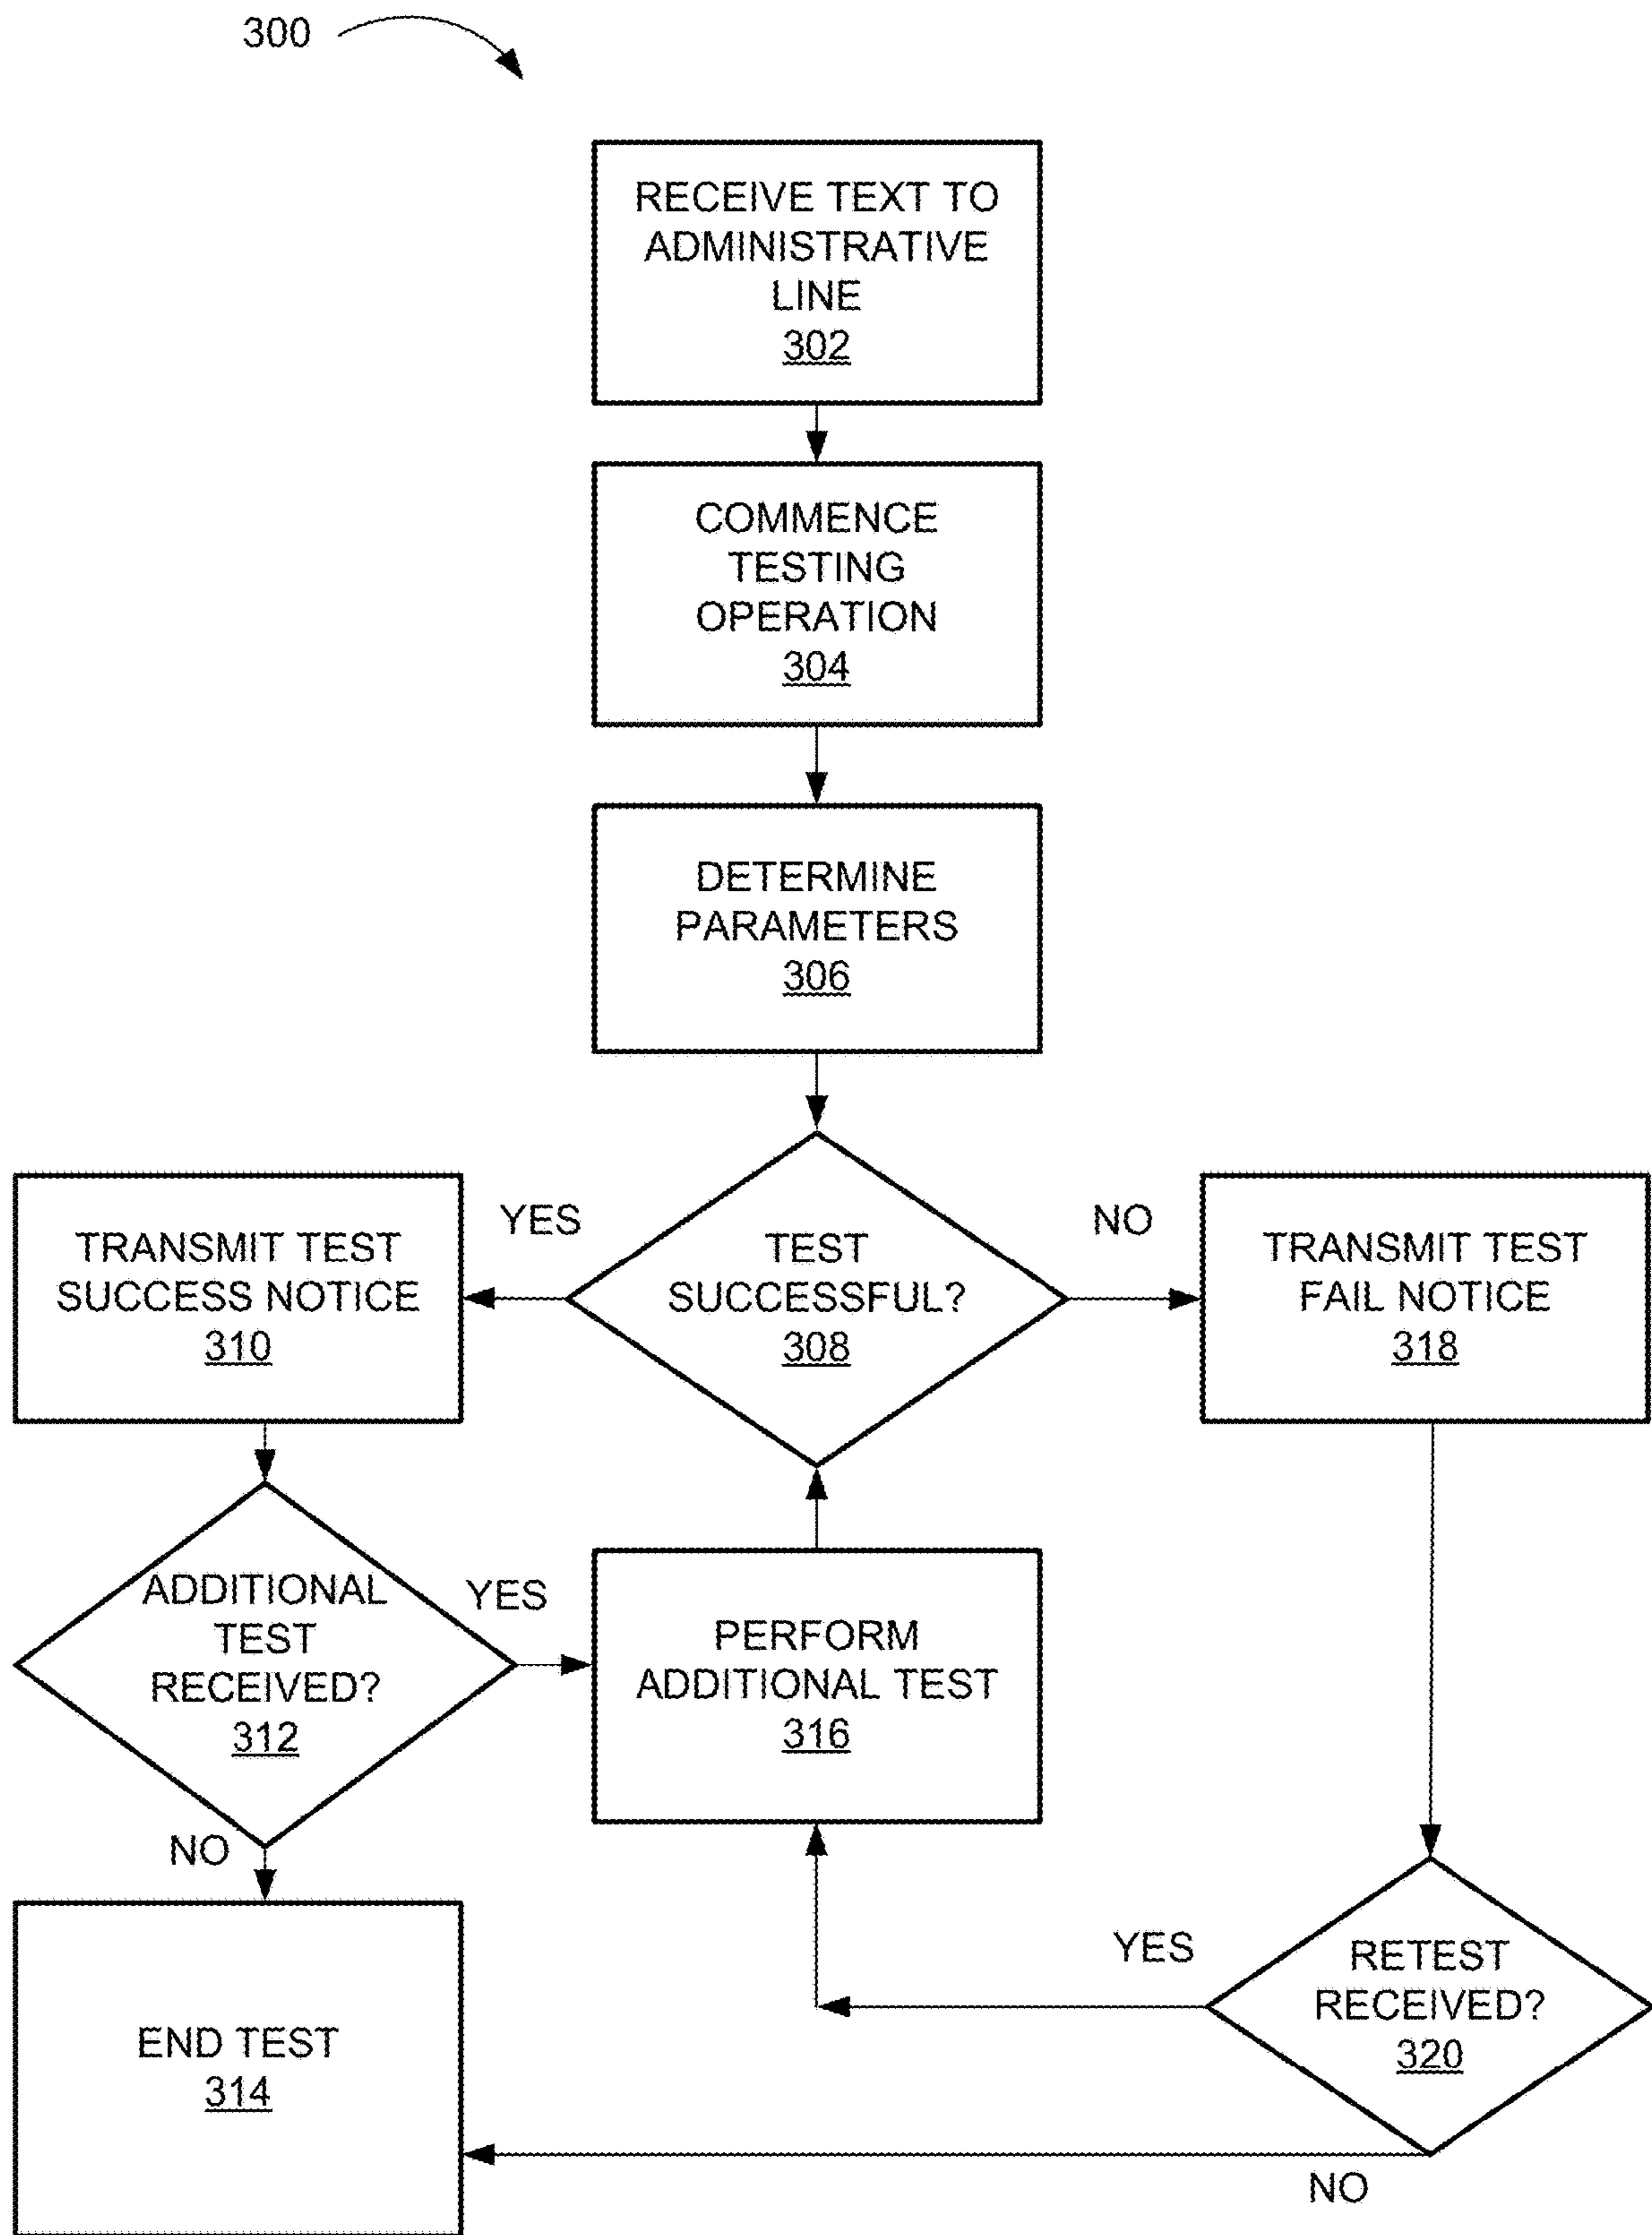 300
RECEIVE TEXT TO
ADMINISTRATIVE
LINE
302
COMMENCE
TESTING
OPERATION
304
DETERMINE
PARAMETERS
306
TEST
SUCCESSFUL?
308
YES
NO
TRANSMIT TEST
SUCCESS NOTICE
310
TRANSMIT TEST
FAIL NOTICE
318
ADDITIONAL
TEST
RECEIVED?
312
YES
NO
PERFORM
ADDITIONAL TEST
316
END TEST
314
RETEST
RECEIVED?
320
YES
NO